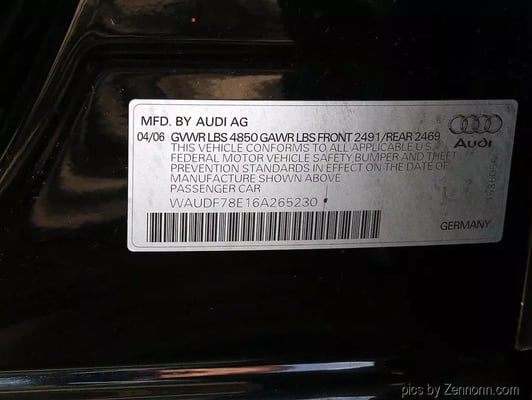 MFD. BY AUDI AG
04/06 GVWR LBS 4850 GAWR LBS FRONT 2491/REAR 2469
THIS VEHICLE CONFORMS TO ALL APPLICABLE U.S.
FEDERAL MOTOR VEHICLE SAFETY, BUMPER AND THEFT
PREVENTION STANDARDS IN EFFECT ON THE DATE OF
MANUFACTURE SHOWN ABOVE
PASSENGER CAR
WAUDF78E16A265230
Audi
GERMANY
pics by Zennonn.com